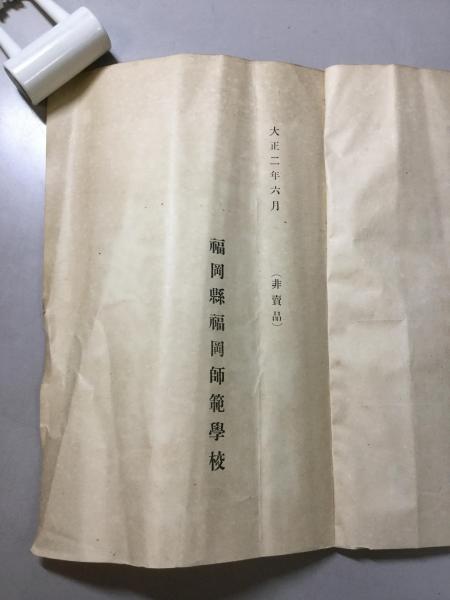 大正二年六月
（非賣品）
福岡縣福岡師範學校